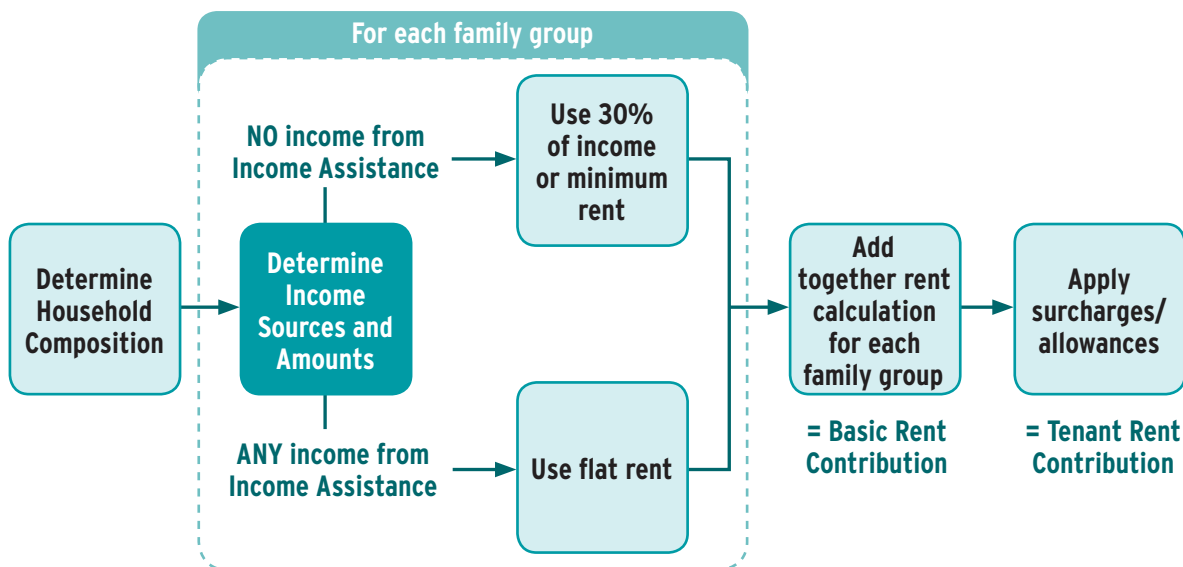 For each family group
NO income from
Income Assistance
Use 30%
of income
or minimum
rent
Determine
Household
Composition
Determine
Income
Sources and
Amounts
ANY income from
Income Assistance
Use flat rent
Add
together rent
calculation
for each
family group
= Basic Rent
Contribution
Apply
surcharges/
allowances
= Tenant Rent
Contribution